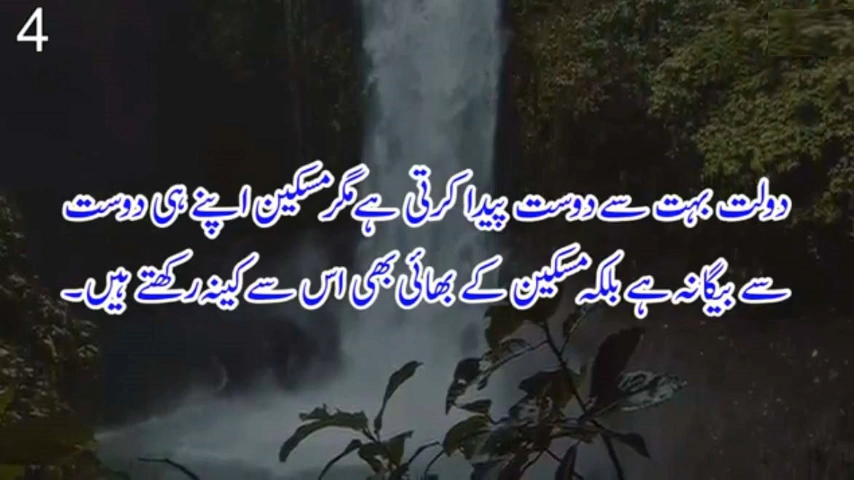 4
دولت بہت سے دوست پیدا کرتی ہے مگر مسکین اپنے ہی دوست
سے بیگانہ ہے بلکہ مسکین کے بھائی بھی اس سے کینہ رکھتے ہیں۔